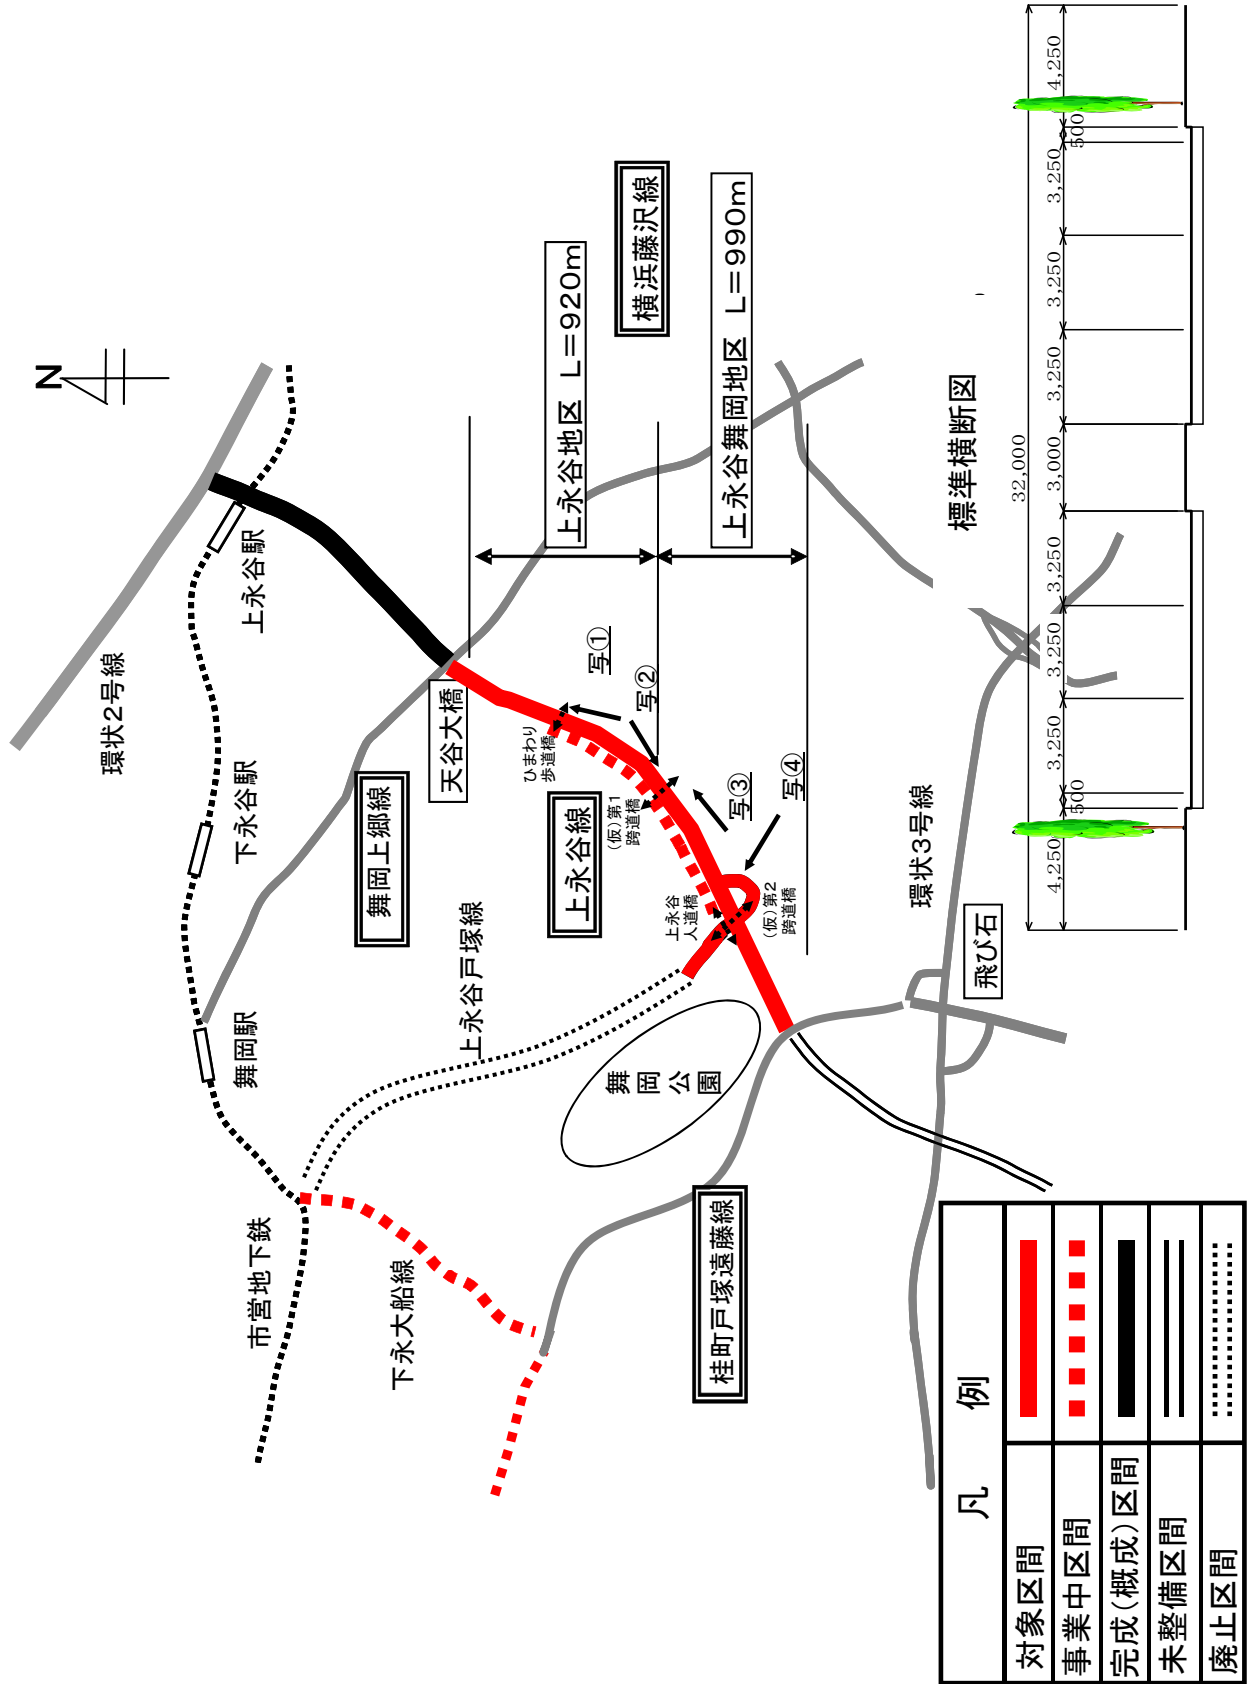 N
環状2号線
上永谷駅
下永谷駅
舞岡駅
市営地下鉄
下永大船線
上永谷戸塚線
舞岡上郷線
天谷大橋
上永谷地区 L=920m
横浜藤沢線
上永谷舞岡地区 L=990m
写①
写②
写③
写④
ひまわり
歩道橋
上永谷線
(仮)第1
跨道橋
上永谷
人道橋
(仮)第2
跨道橋
舞岡
公園
桂町戸塚遠藤線
環状3号線
飛び石
標準横断図
32,000
4,250
500
3,250
3,250
3,250
3,000
3,250
3,250
3,250
500
4,250
凡 例
対象区間
事業中区間
完成(概成)区間
未整備区間
廃止区間